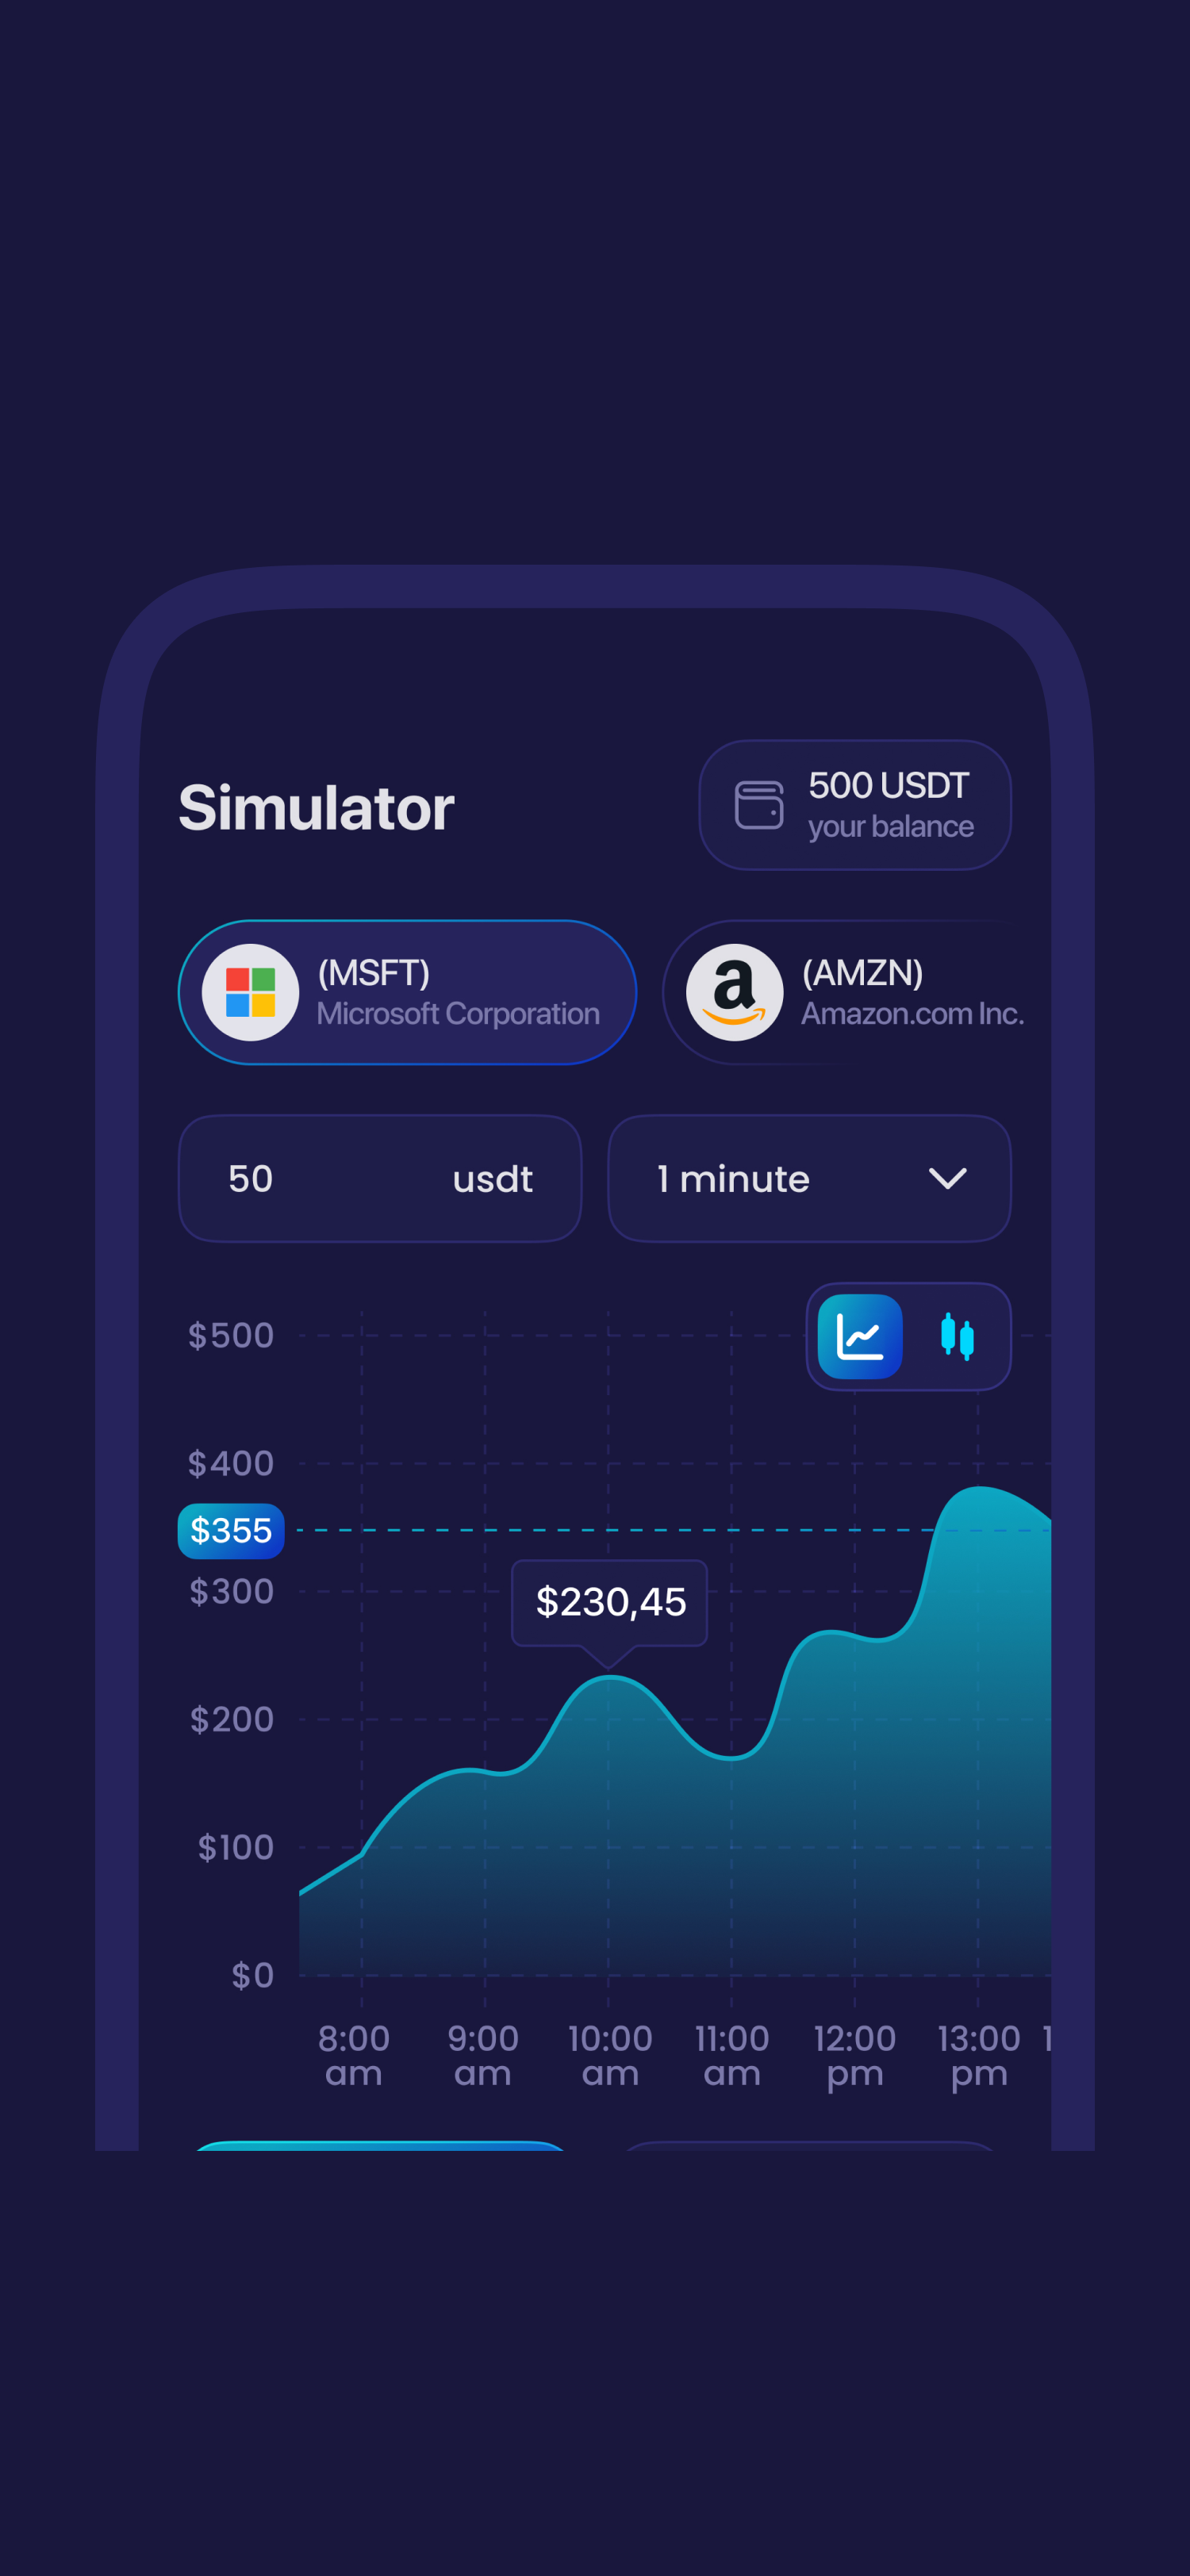 Simulator
500 USDT
your balance
(MSFT)
Microsoft Corporation
(AMZN)
Amazon.com Inc.
50 usdt
1 minute
$500
$400
$355
$300
$230,45
$200
$100
$0
8:00 9:00 10:00 11:00 12:00 13:00 1
am am am am pm pm